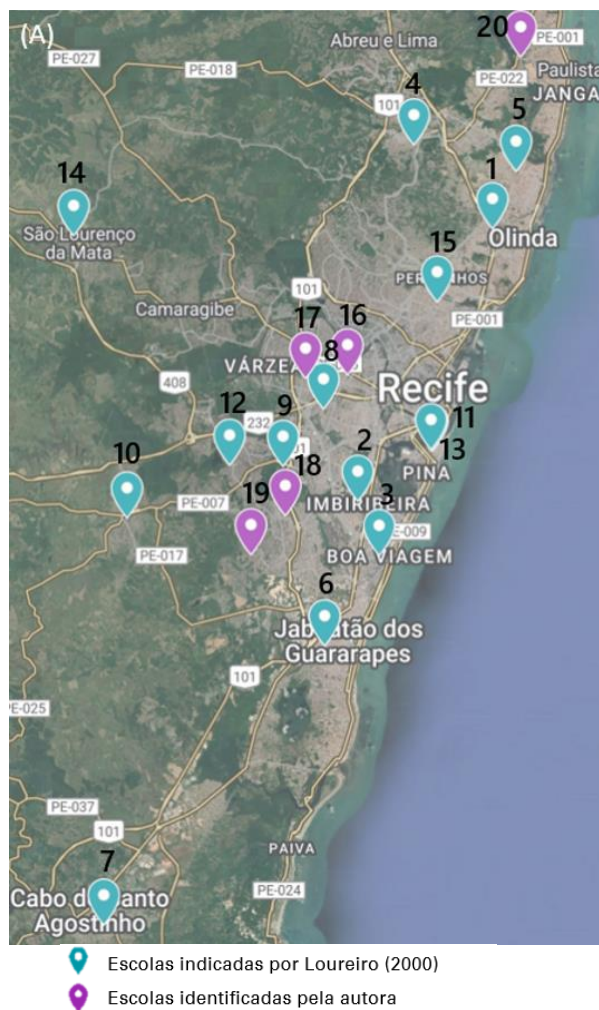 (A)
20
PE-001
Abreu e Lima
PE-027
PE-018
PE-022
Paulista
JANGA
4
101
5
14
1
São Lourenço
da Mata
Olinda
15
101
Camaragibe
PE-001
17
16
8
VÁRZEA
408
Recife
12
9
232
11
2
13
10
18
PINA
19
PE-007
IMBIRIBEIRA
3
E-009
PE-017
BOA VIAGEM
6
Jaboatão dos
Guararapes
101
E-025
PE-037
101
7
PAIVA
PE-024
Cabo de Santo
Agostinho
Escolas indicadas por Loureiro (2000)
Escolas identificadas pela autora